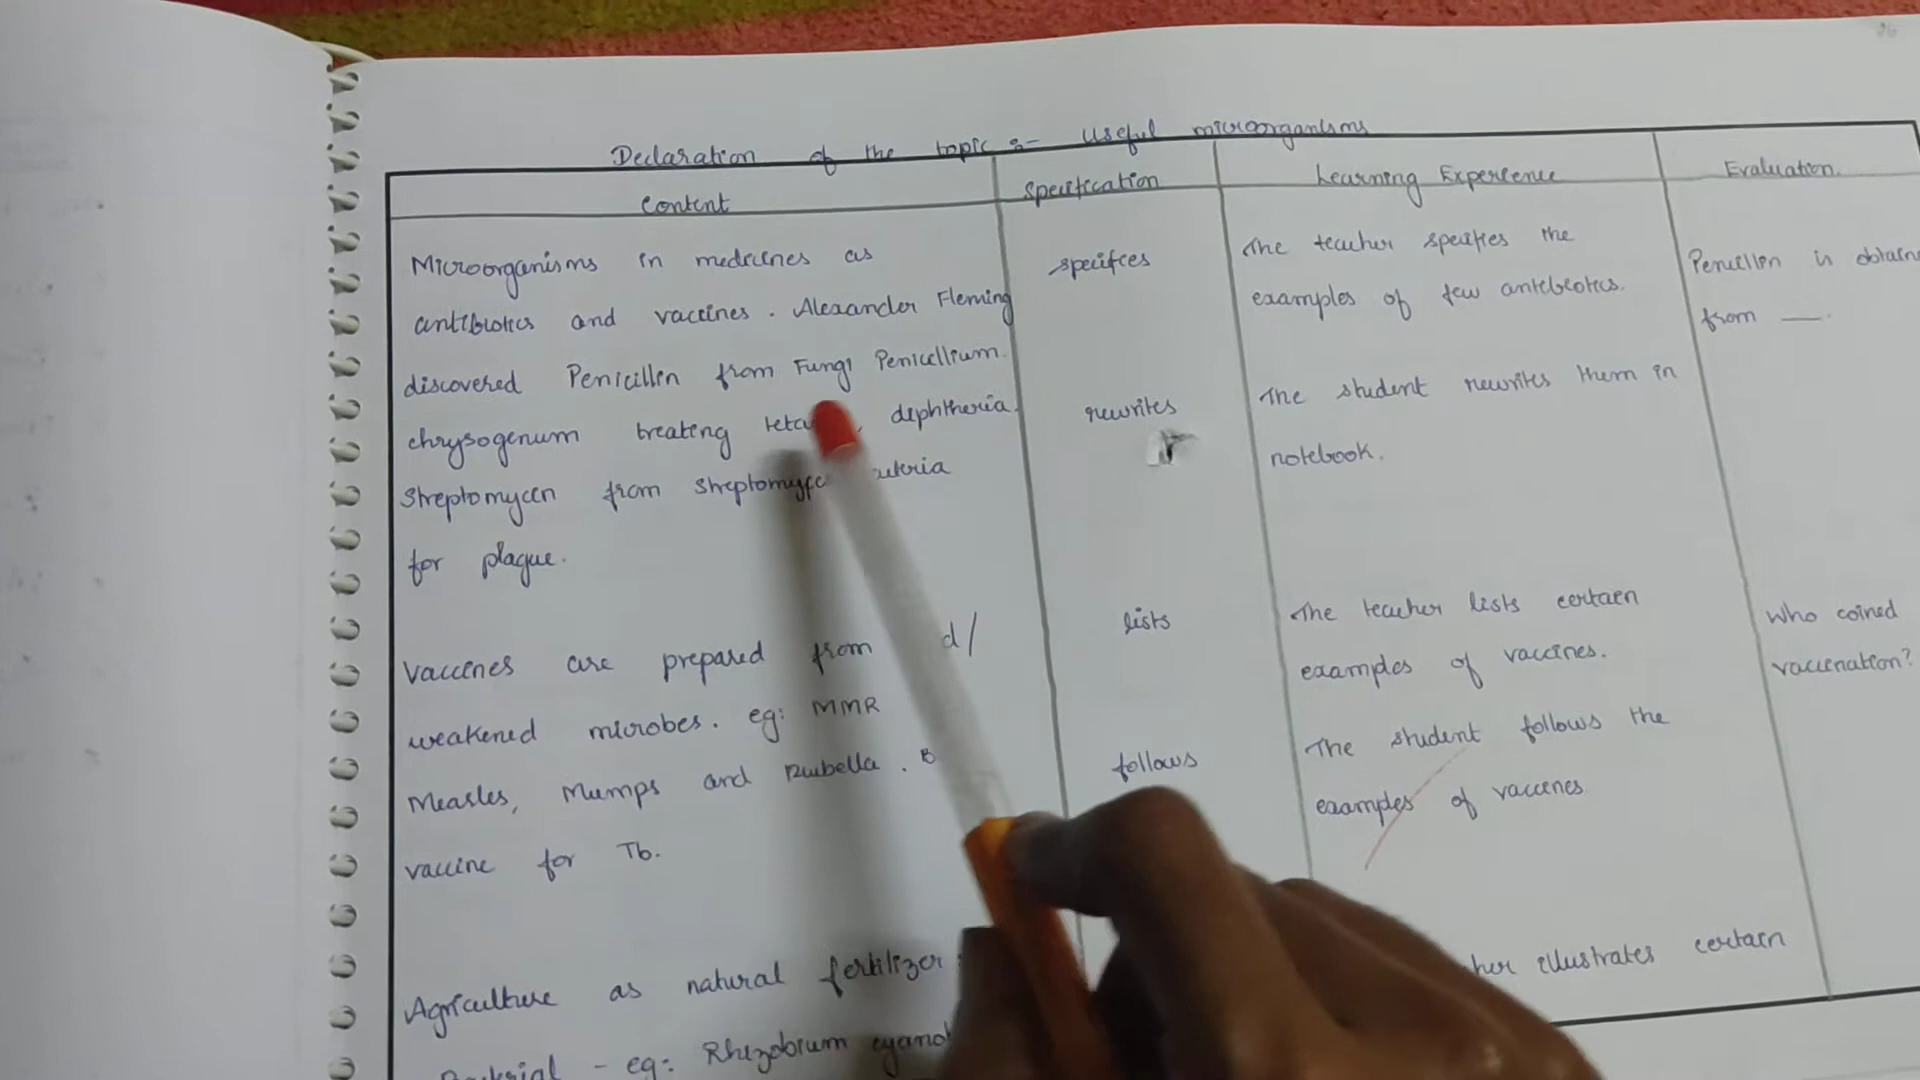 Declaration of the topic :- Useful microorganisms
Content
Specification
Learning Experience
Evaluation.
Microorganisms in medicines as
antibiotics and vaccines. Alexander Fleming
discovered Penicillin from Fungi Penicillium
chrysogenum treating diphtheria.
Streptomycin from
for plague.
Vaccines are prepared from
weakened microbes. eg: MMR
Measles, Mumps and Rubella.
vaccine for Tb.
Agriculture as natural fertilizer
- eg: Rhizobium
specifies
rewrites
lists
follows
The teacher specifies the
examples of few antibiotics.
The student rewrites them in
notebook.
The teacher lists certain
examples of vaccines.
The student follows the
examples of vaccines
illustrates certain
Penicillin is
from __.
Who coined
vaccination?